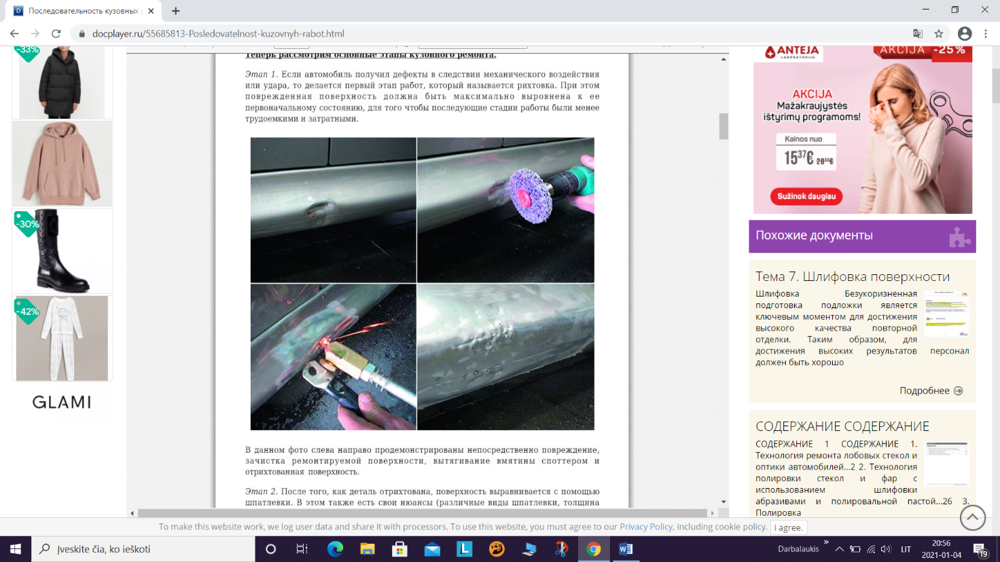 Последовательность кузовных
docplayer.ru/55685813-Posledovatelnost-kuzovnyh-rabot.html
-33%
-30%
-42%
GLAMI
Теперь рассмотрим основные этапы кузовного ремонта.
Этап 1. Если автомобиль получил дефекты в следствии механического воздействия
или удара, то делается первый этап работ, который называется рихтовка. При этом
поврежденная поверхность должна быть максимально выровнена к ее
первоначальному состоянию, для того чтобы последующие стадии работы были менее
трудоемкими и затратными.
В данном фото слева направо продемонстрированы непосредственно повреждение,
зачистка ремонтируемой поверхности, вытягивание вмятины споттером и
отрихтованная поверхность.
Этап 2. После того, как деталь отрихтована, поверхность выравнивается с помощью
шпатлевки. В этом также есть свои нюансы (различные виды шпатлевки, толщина
ANTEJA
LABORATORIJA
AKCIJA -25%
AKCIJA
Mažakraujystės
ištyrimų programoms!
Kainos nuo
15³⁷€
Sužinok daugiau
Похожие документы
Тема 7. Шлифовка поверхности
Шлифовка Безукоризненная
подготовка подложки является
ключевым моментом для достижения
высокого качества повторной
отделки. Таким образом, для
достижения высоких результатов персонал
должен быть хорошо
Подробнее
СОДЕРЖАНИЕ СОДЕРЖАНИЕ
СОДЕРЖАНИЕ 1 СОДЕРЖАНИЕ 1.
Технология ремонта лобовых стекол и
оптики автомобилей...2 2. Технология
полировки стекол и фар с
использованием шлифовки
абразивами и полировальной пастой...26 3.
Полировка
To make this website work, we log user data and share it with processors. To use this website, you must agree to our Privacy Policy, including cookie policy. I agree.
Įveskite čia, ko ieškoti
Darbalaukis
LIT
20:56
2021-01-04
19